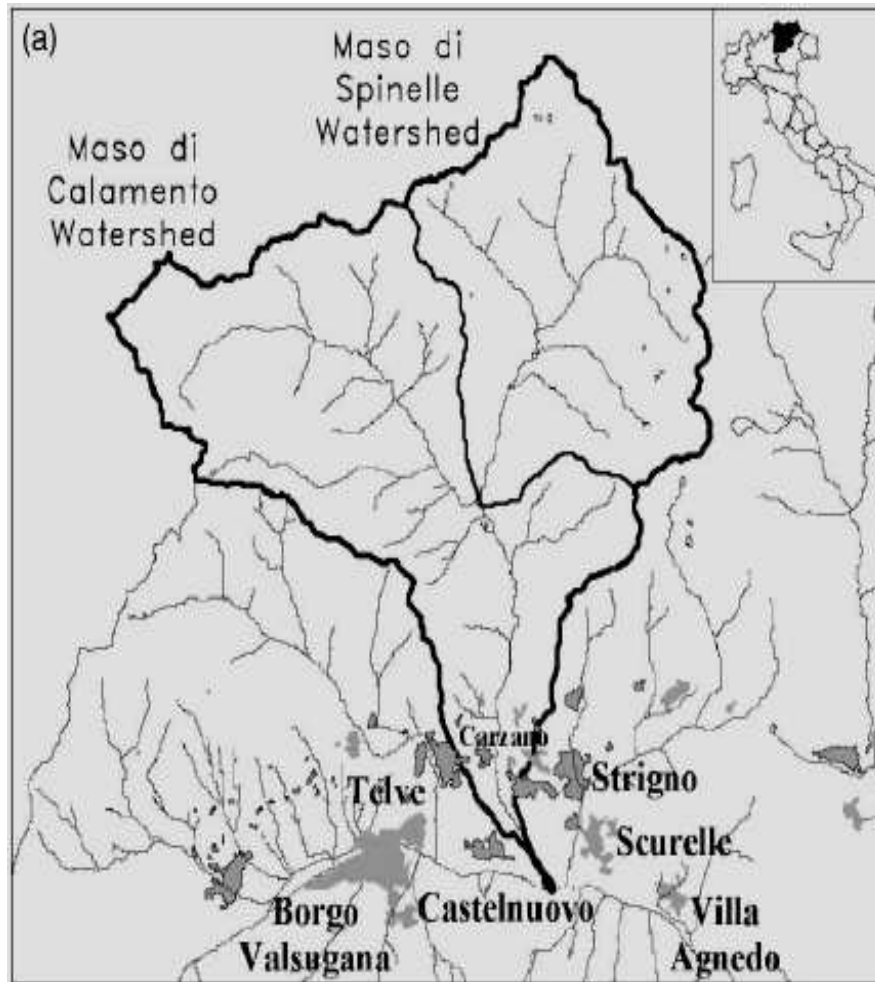 (a)
Maso di
Spinelle
Watershed
Maso di
Calamento
Watershed
Carzano
Telve
Strigno
Scurelle
Borgo
Valsugana
Castelnuovo
Villa
Agnedo